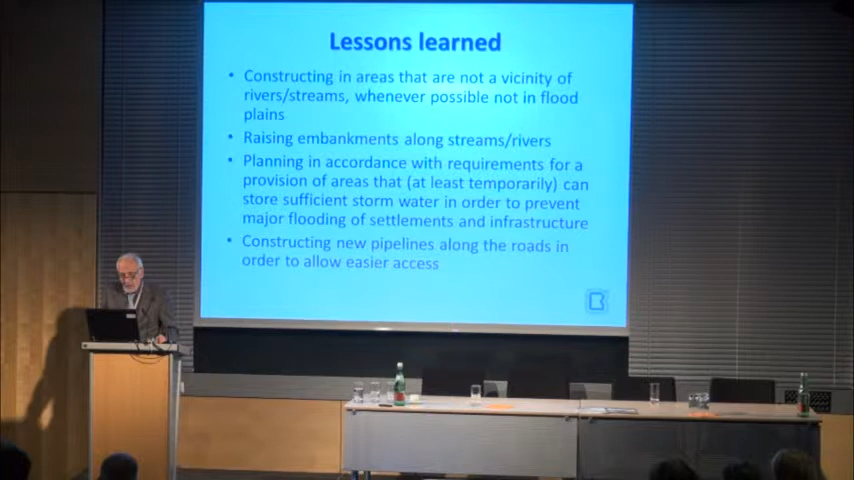 Lessons learned
• Constructing in areas that are not a vicinity of
rivers/streams, whenever possible not in flood
plains
• Raising embankments along streams/rivers
• Planning in accordance with requirements for a
provision of areas that (at least temporarily) can
store sufficient storm water in order to prevent
major flooding of settlements and infrastructure
• Constructing new pipelines along the roads in
order to allow easier access